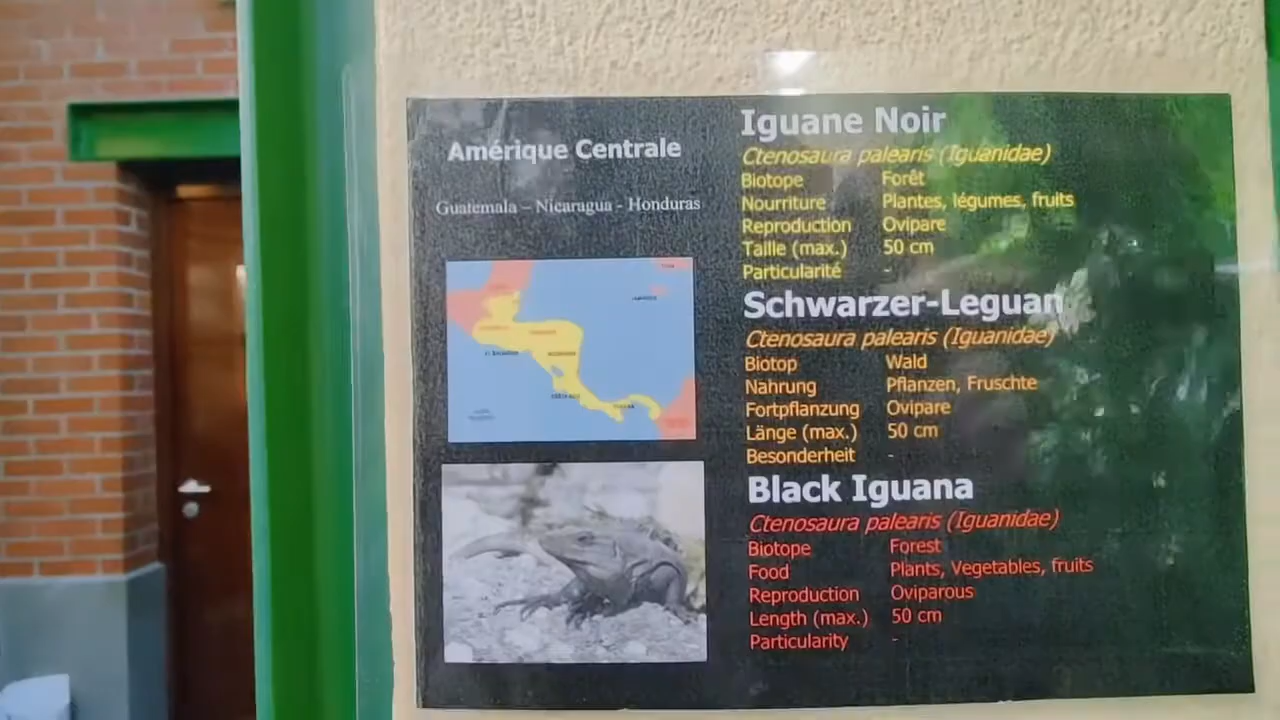 Amérique Centrale
Guatemala – Nicaragua - Honduras
Iguane Noir
Ctenosaura palearis (Iguanidae)
Biotope Forêt
Nourriture Plantes, légumes, fruits
Reproduction Ovipare
Taille (max.) 50 cm
Particularité -
Schwarzer-Leguan
Ctenosaura palearis (Iguanidae)
Biotop Wald
Nahrung Pflanzen, Fruschte
Fortpflanzung Ovipare
Länge (max.) 50 cm
Besonderheit -
Black Iguana
Ctenosaura palearis (Iguanidae)
Biotope Forest
Food Plants, Vegetables, fruits
Reproduction Oviparous
Length (max.) 50 cm
Particularity -